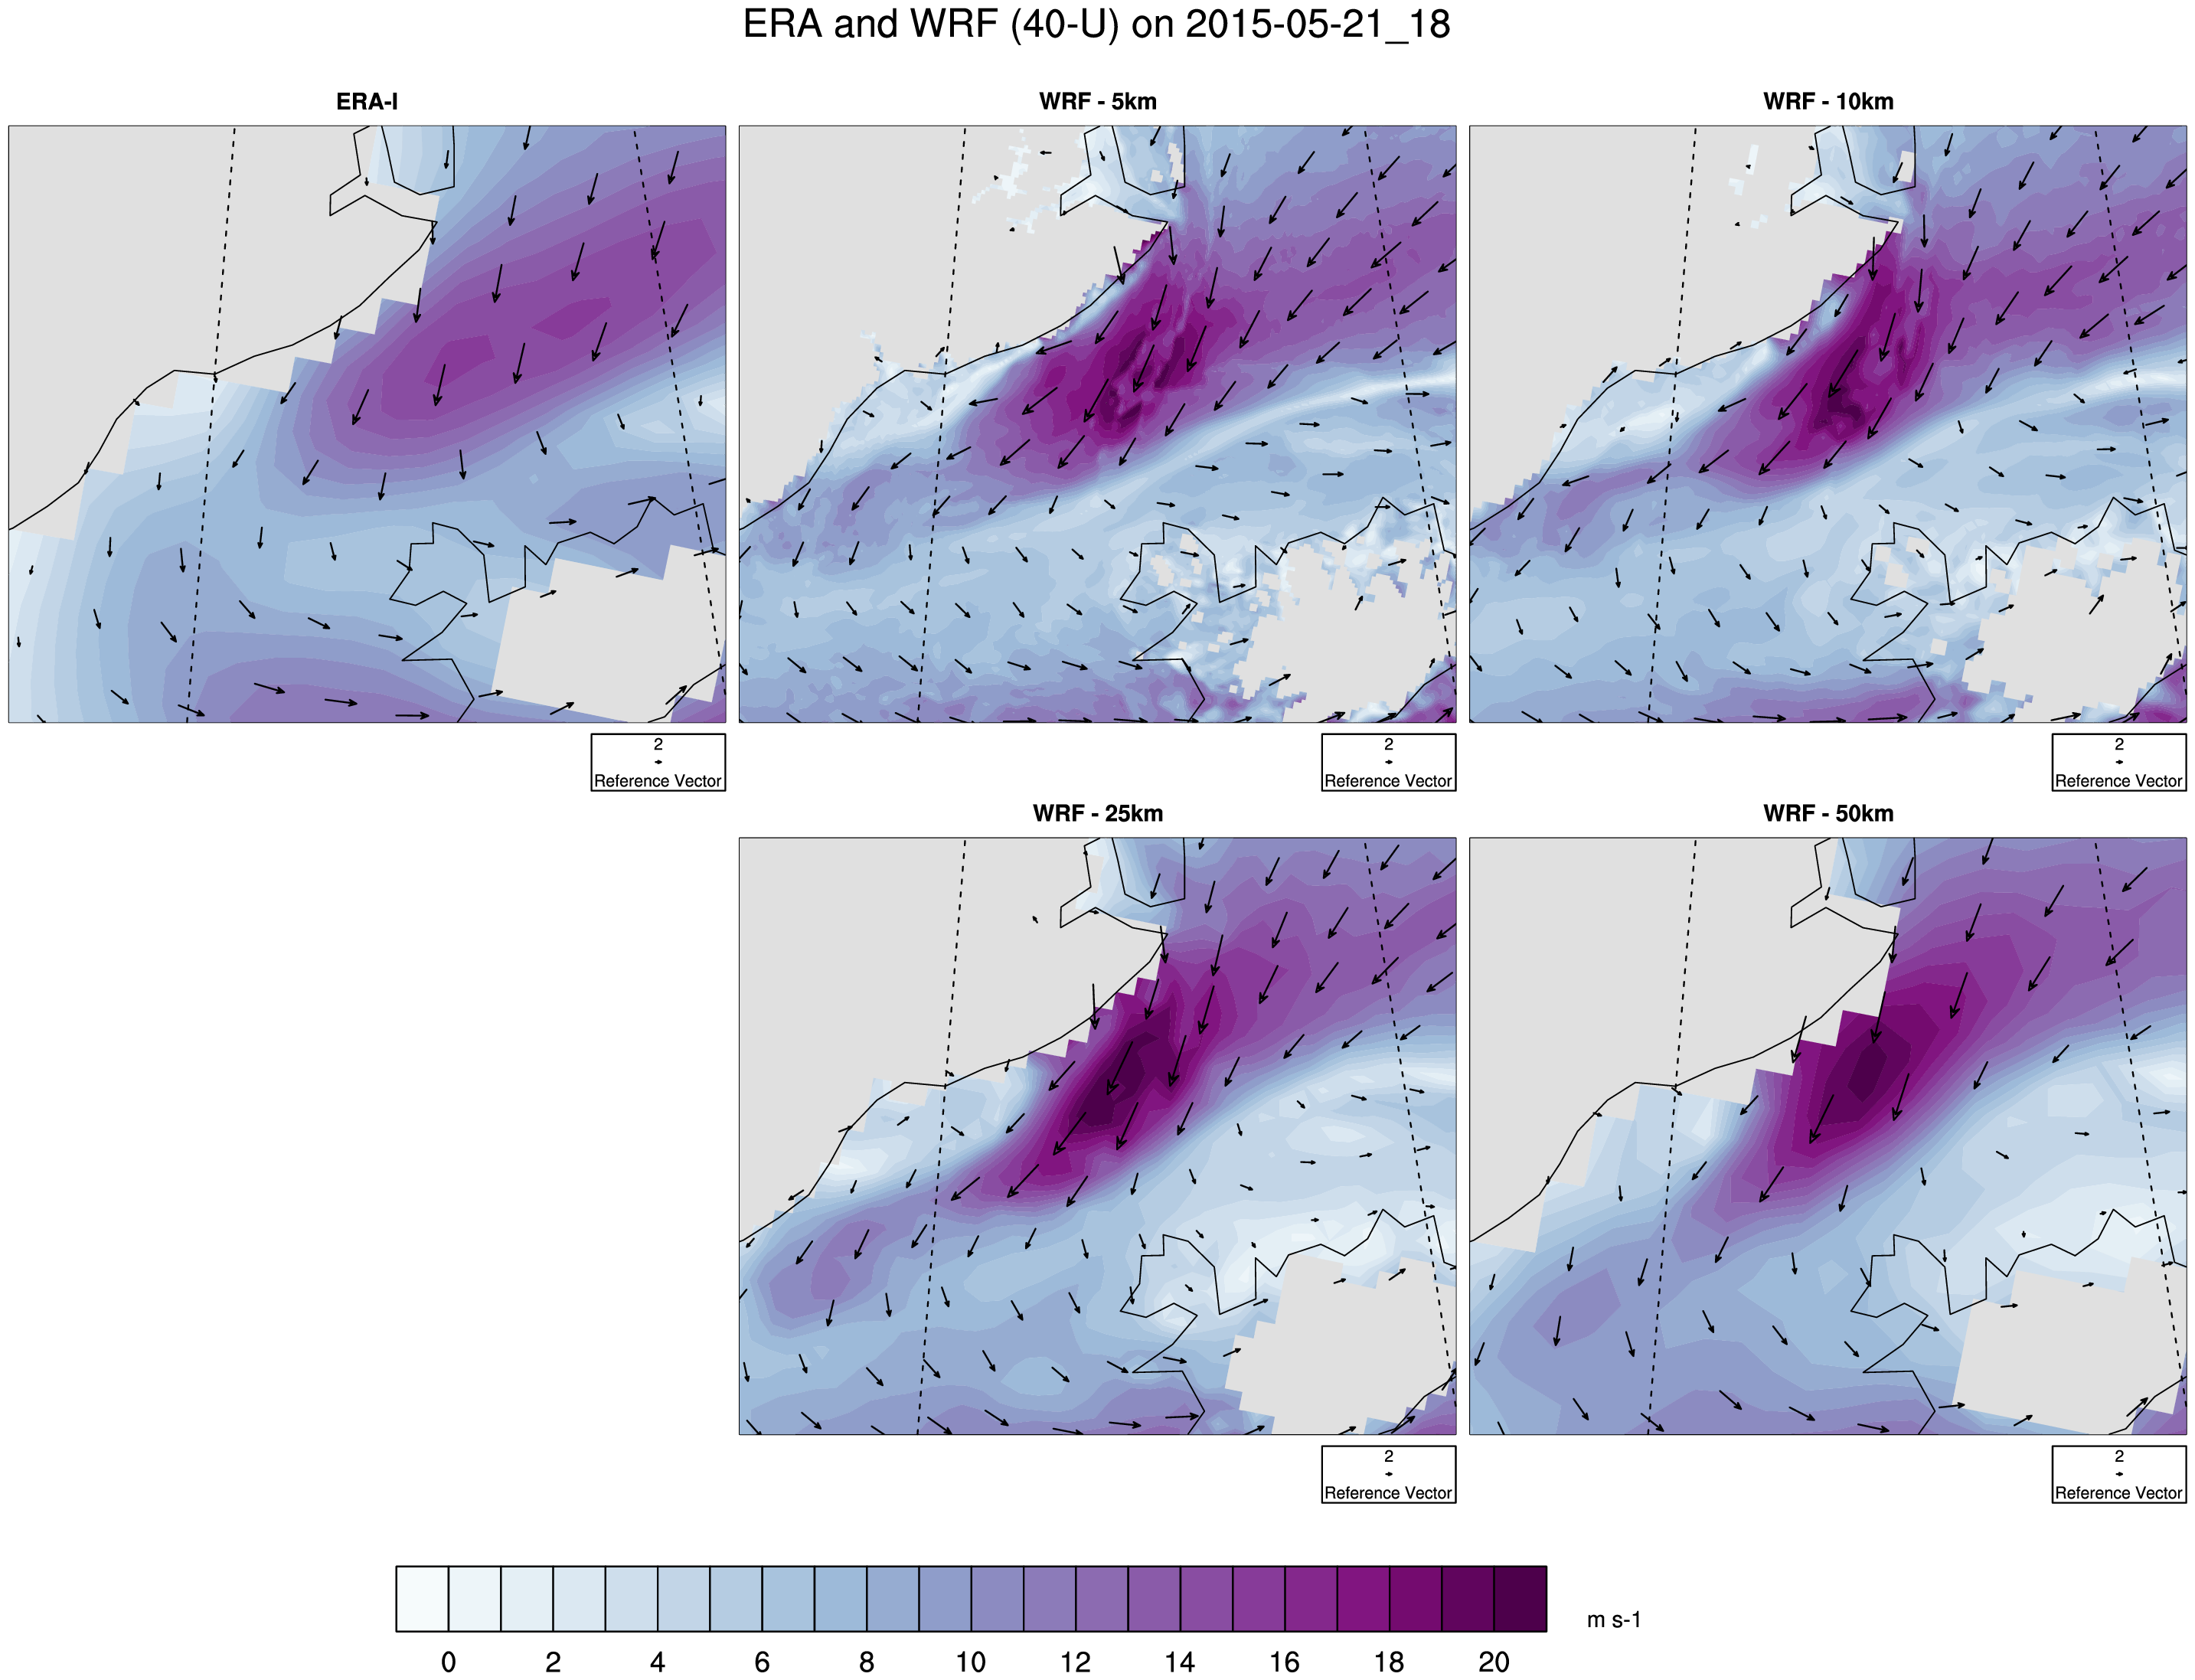 ERA and WRF (40-U) on 2015-05-21_18
ERA-I
WRF - 5km
WRF - 10km
2
Reference Vector
2
Reference Vector
2
Reference Vector
WRF - 25km
WRF - 50km
2
Reference Vector
2
Reference Vector
m s-1
0 2 4 6 8 10 12 14 16 18 20